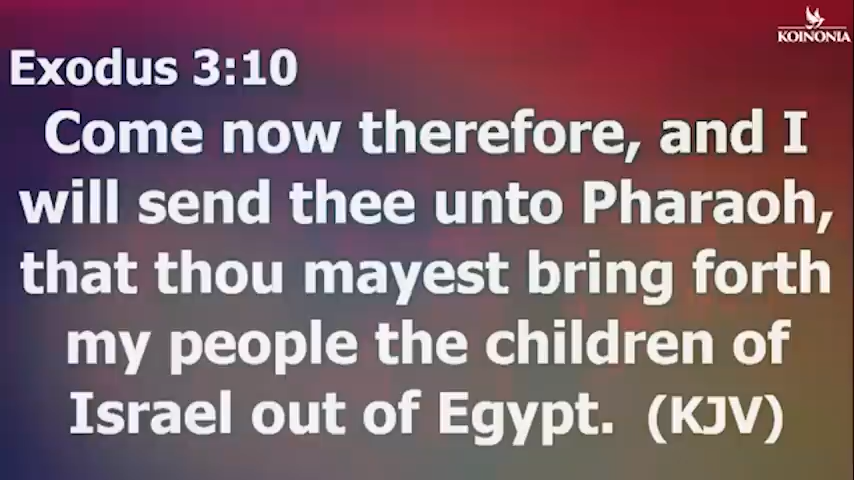 KOINONIA
Exodus 3:10
Come now therefore, and I
will send thee unto Pharaoh,
that thou mayest bring forth
my people the children of
Israel out of Egypt. (KJV)